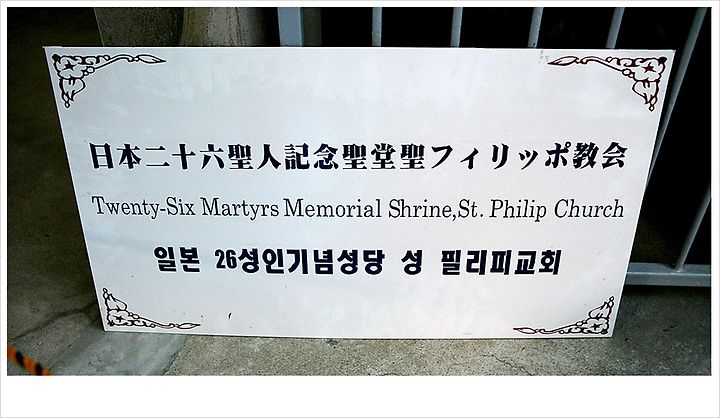 日本二十六聖人記念聖堂聖フィリッポ教会
Twenty-Six Martyrs Memorial Shrine,St. Philip Church
일본 26성인기념성당 성 필리피교회